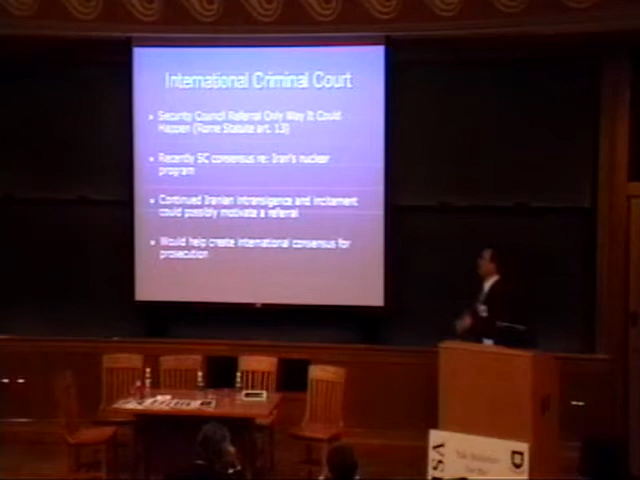 International Criminal Court
Security Council Referral Only Way It Could
Happen (Rome Statute art. 13)
Recently SC consensus re: Iran's nuclear
program
Continued Iranian intransigence and incitement
could possibly motivate a referral
Would help create international consensus for
prosecution